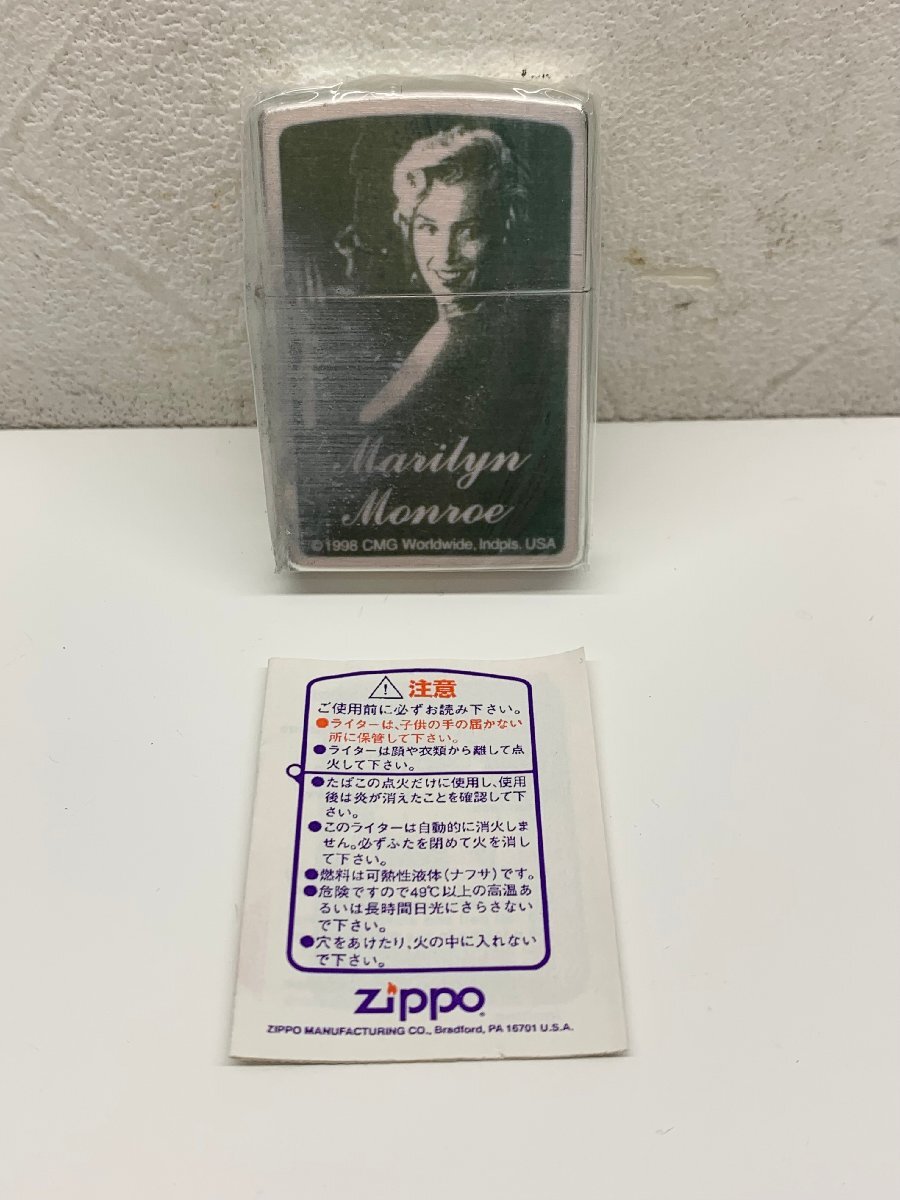 Marilyn
Monroe
©1998 CMG Worldwide, Indpls. USA
注意
ご使用前に必ずお読み下さい。
●ライターは、子供の手の届かない
所に保管して下さい。
●ライターは顔や衣類から離して点
火して下さい。
●たばこの点火だけに使用し、使用
後は炎が消えたことを確認して下
さい。
●このライターは自動的に消火しま
せん。必ずふたを閉めて火を消し
て下さい。
●燃料は可熱性液体(ナフサ)です。
●危険ですので49℃以上の高温あ
るいは長時間日光にさらさない
で下さい。
●穴をあけたり、火の中に入れない
で下さい。
zippo
ZIPPO MANUFACTURING CO., Bradford, PA 16701 U.S.A.